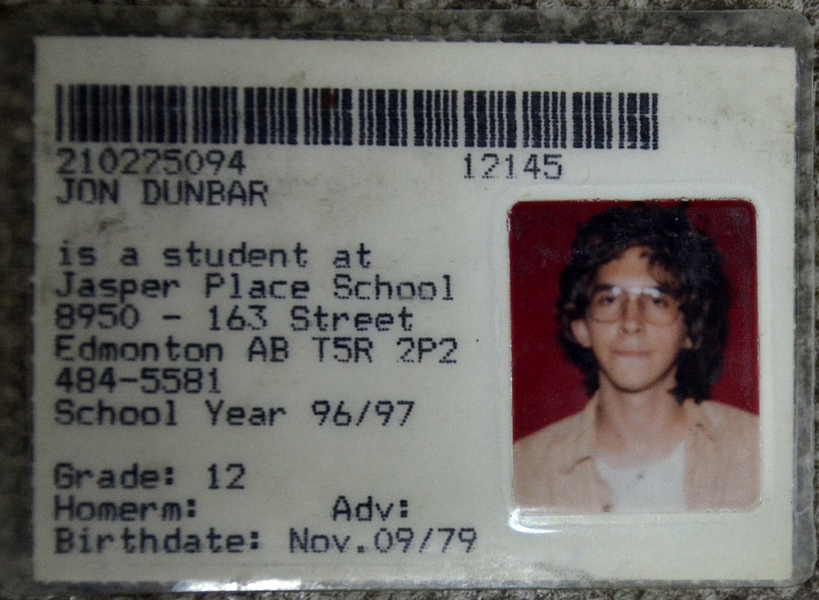 210225094 12145
JON DUNBAR
is a student at
Jasper Place School
8950 - 163 Street
Edmonton AB T5R 2P2
484-5581
School Year 96/97
Grade: 12
Homerm: Adv:
Birthdate: Nov.09/79